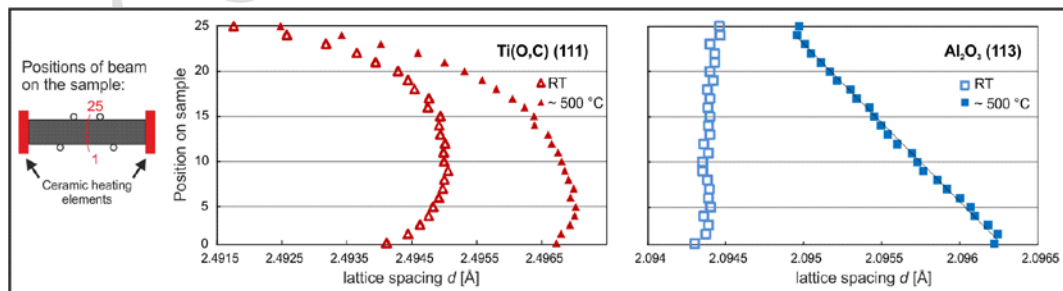 Positions of beam
on the sample:
25
1
Ceramic heating
elements
Position on sample
25
20
15
10
5
0
Ti(O,C) (111)
RT
~ 500 °C
2.4915
2.4925
2.4935
2.4945
2.4955
2.4965
lattice spacing d [Å]
Al₂O₃ (113)
RT
~ 500 °C
2.094
2.0945
2.095
2.0955
2.096
2.0965
lattice spacing d [Å]